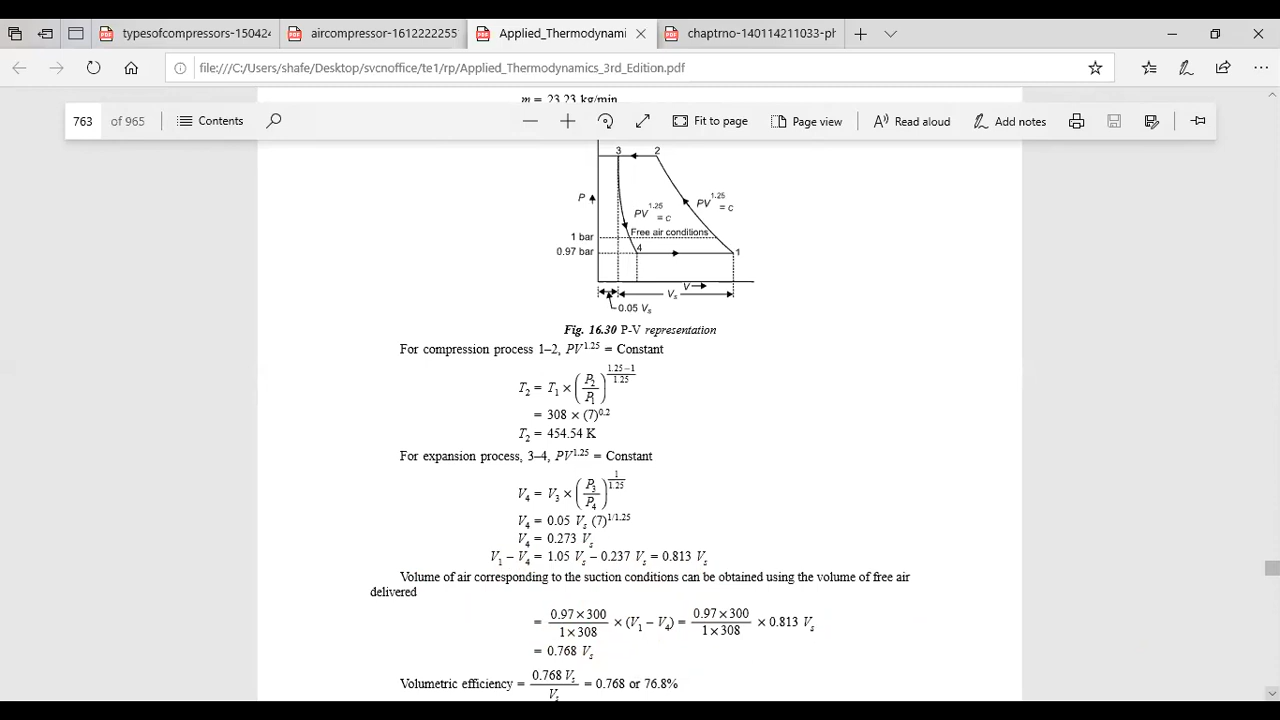 typesofcompressors-150424
aircompressor-1612222255
Applied_Thermodynami
chaptrno-140114211033-ph
file:///C:/Users/shafe/Desktop/svcnoffice/te1/rp/Applied_Thermodynamics_3rd_Edition.pdf
m = 23.23 kg/min
763 of 965 Contents Fit to page Page view Read aloud Add notes
3 2
P PV^1.25 = c
PV^1.25 = c
1 bar Free air conditions
0.97 bar 4 1
V
V_s
0.05 V_s
Fig. 16.30 P-V representation
For compression process 1–2, PV^1.25 = Constant
T_2 = T_1 × (P_2/P_1)^(1.25−1)/1.25
= 308 × (7)^0.2
T_2 = 454.54 K
For expansion process, 3–4, PV^1.25 = Constant
V_4 = V_3 × (P_3/P_4)^1/1.25
V_4 = 0.05 V_s (7)^1/1.25
V_4 = 0.273 V_s
V_1 − V_4 = 1.05 V_s − 0.237 V_s = 0.813 V_s
Volume of air corresponding to the suction conditions can be obtained using the volume of free air
delivered
= (0.97×300)/(1×308) × (V_1 − V_4) = (0.97×300)/(1×308) × 0.813 V_s
= 0.768 V_s
Volumetric efficiency = 0.768 V_s/V_s = 0.768 or 76.8%